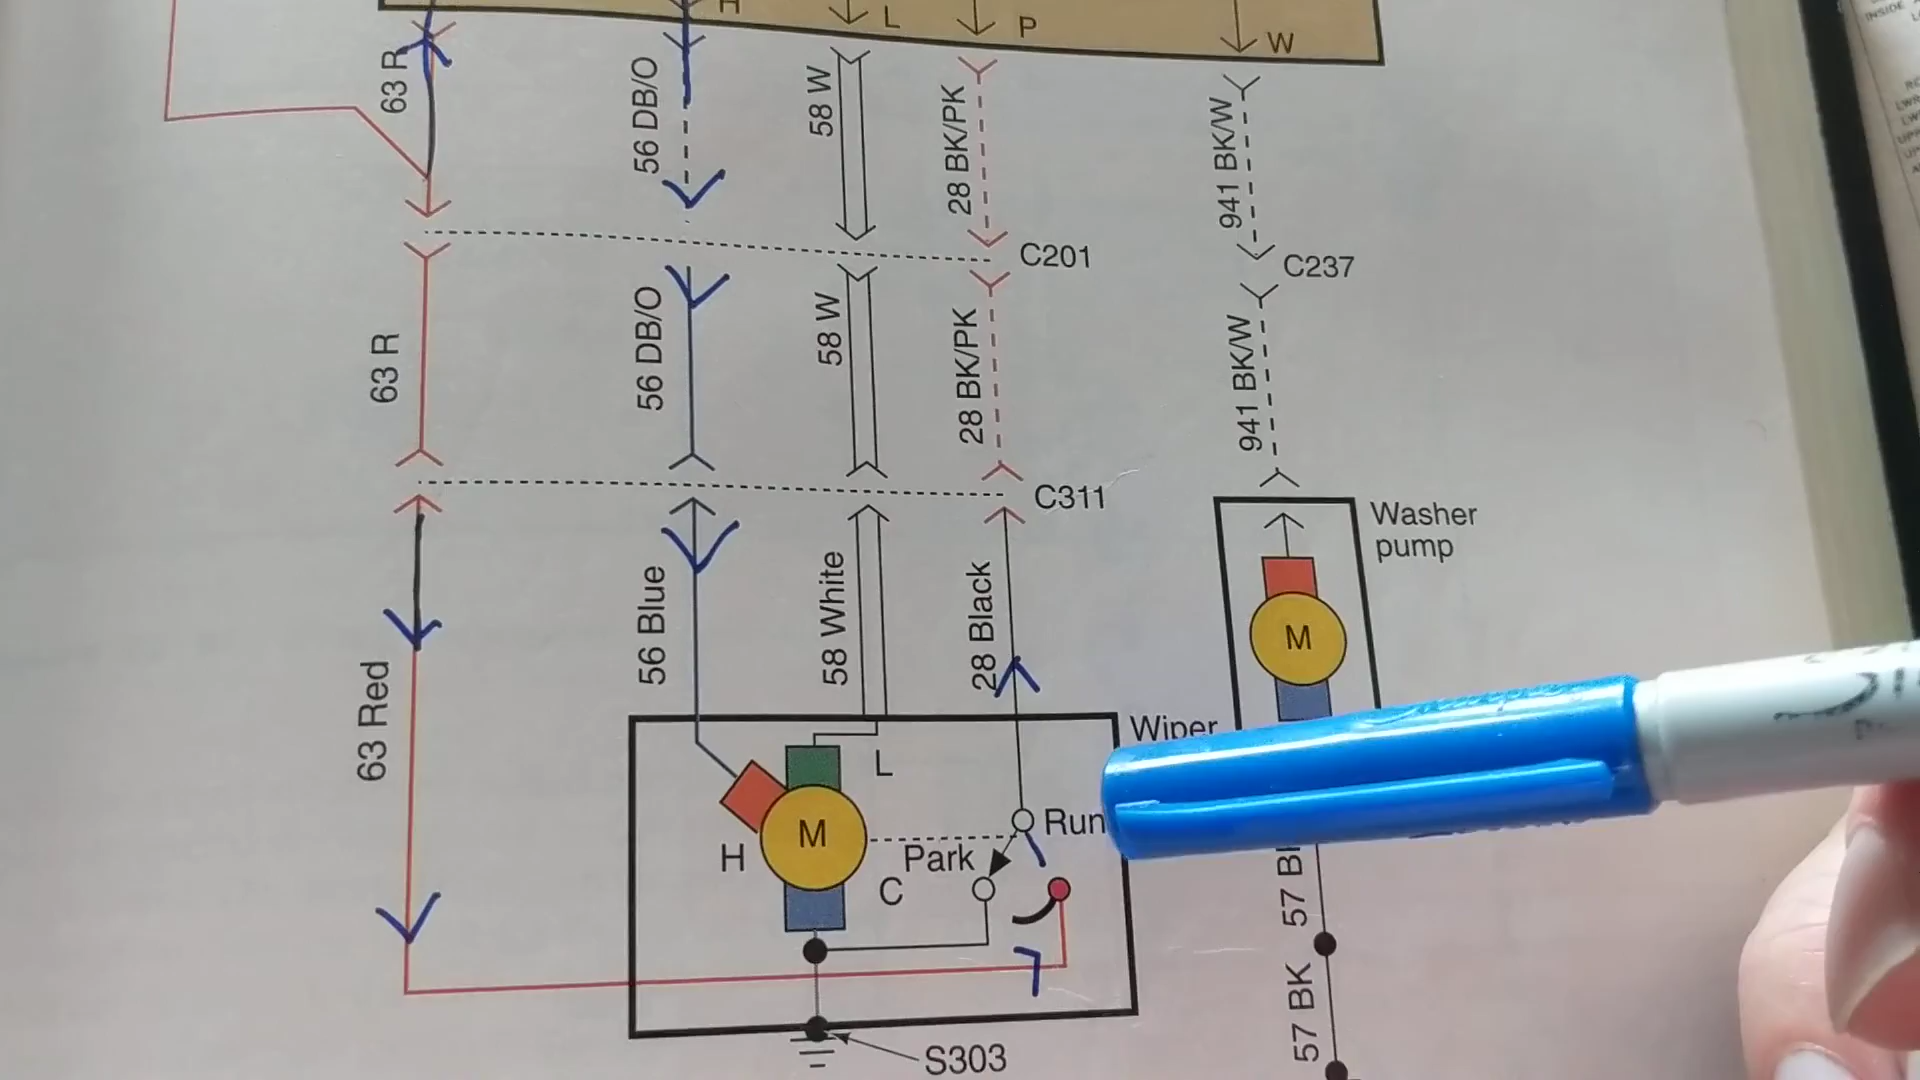 H
L
P
W
63 R
56 DB/O
58 W
28 BK/PK
941 BK/W
C201
C237
63 R
56 DB/O
58 W
28 BK/PK
941 BK/W
C311
Washer
pump
63 Red
56 Blue
58 White
28 Black
M
Wiper
L
M
H
C
Park
Run
57 BK
S303
INSIDE